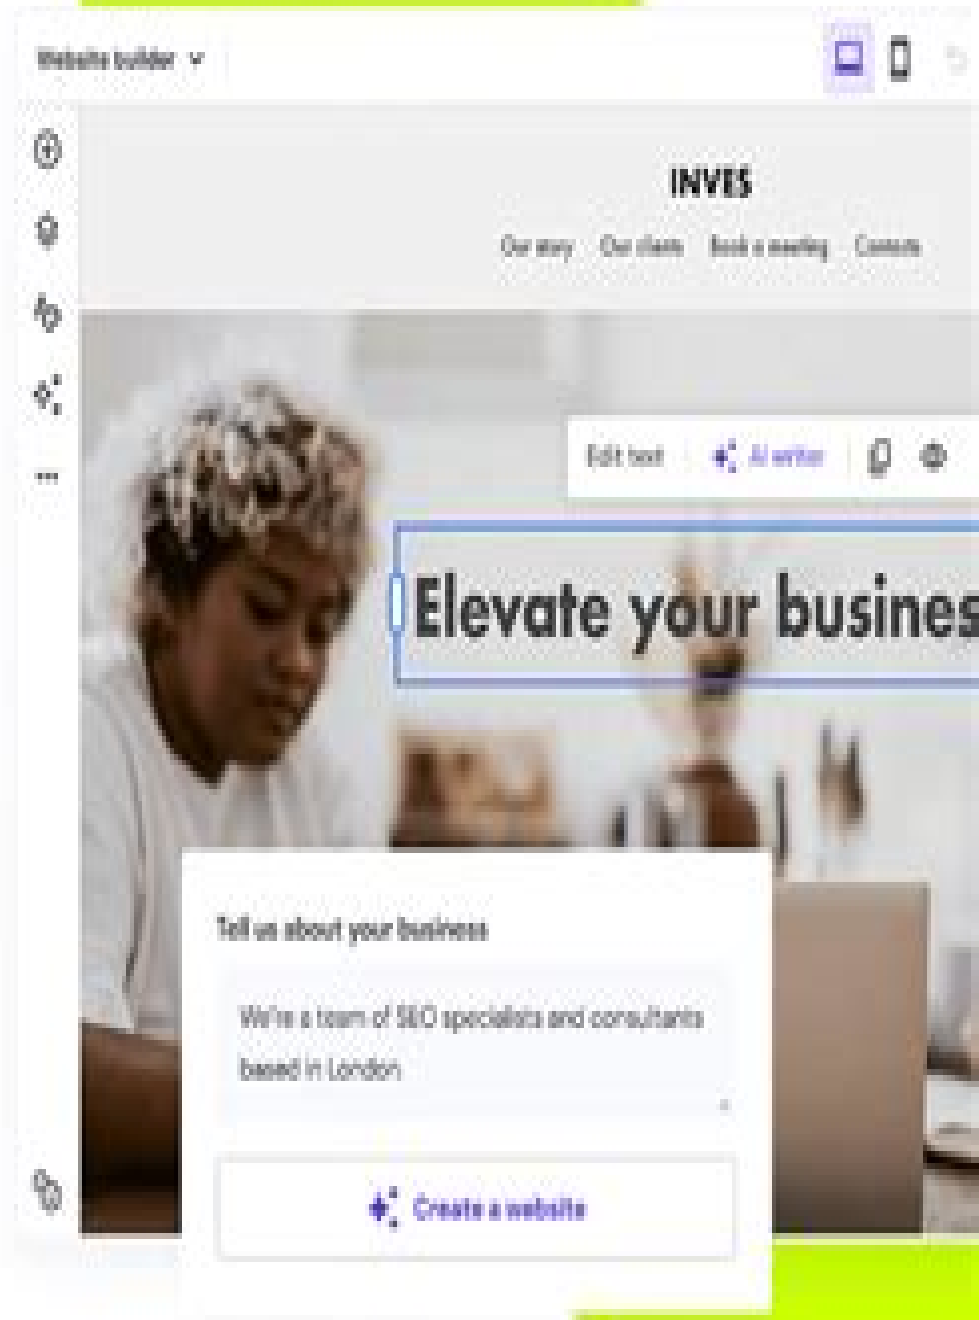 Website builder
INVES
Our story Our clients Book a meeting Contacts
Edit text AI writer
Elevate your busines
Tell us about your business
We're a team of SEO specialists and consultants
based in London
Create a website